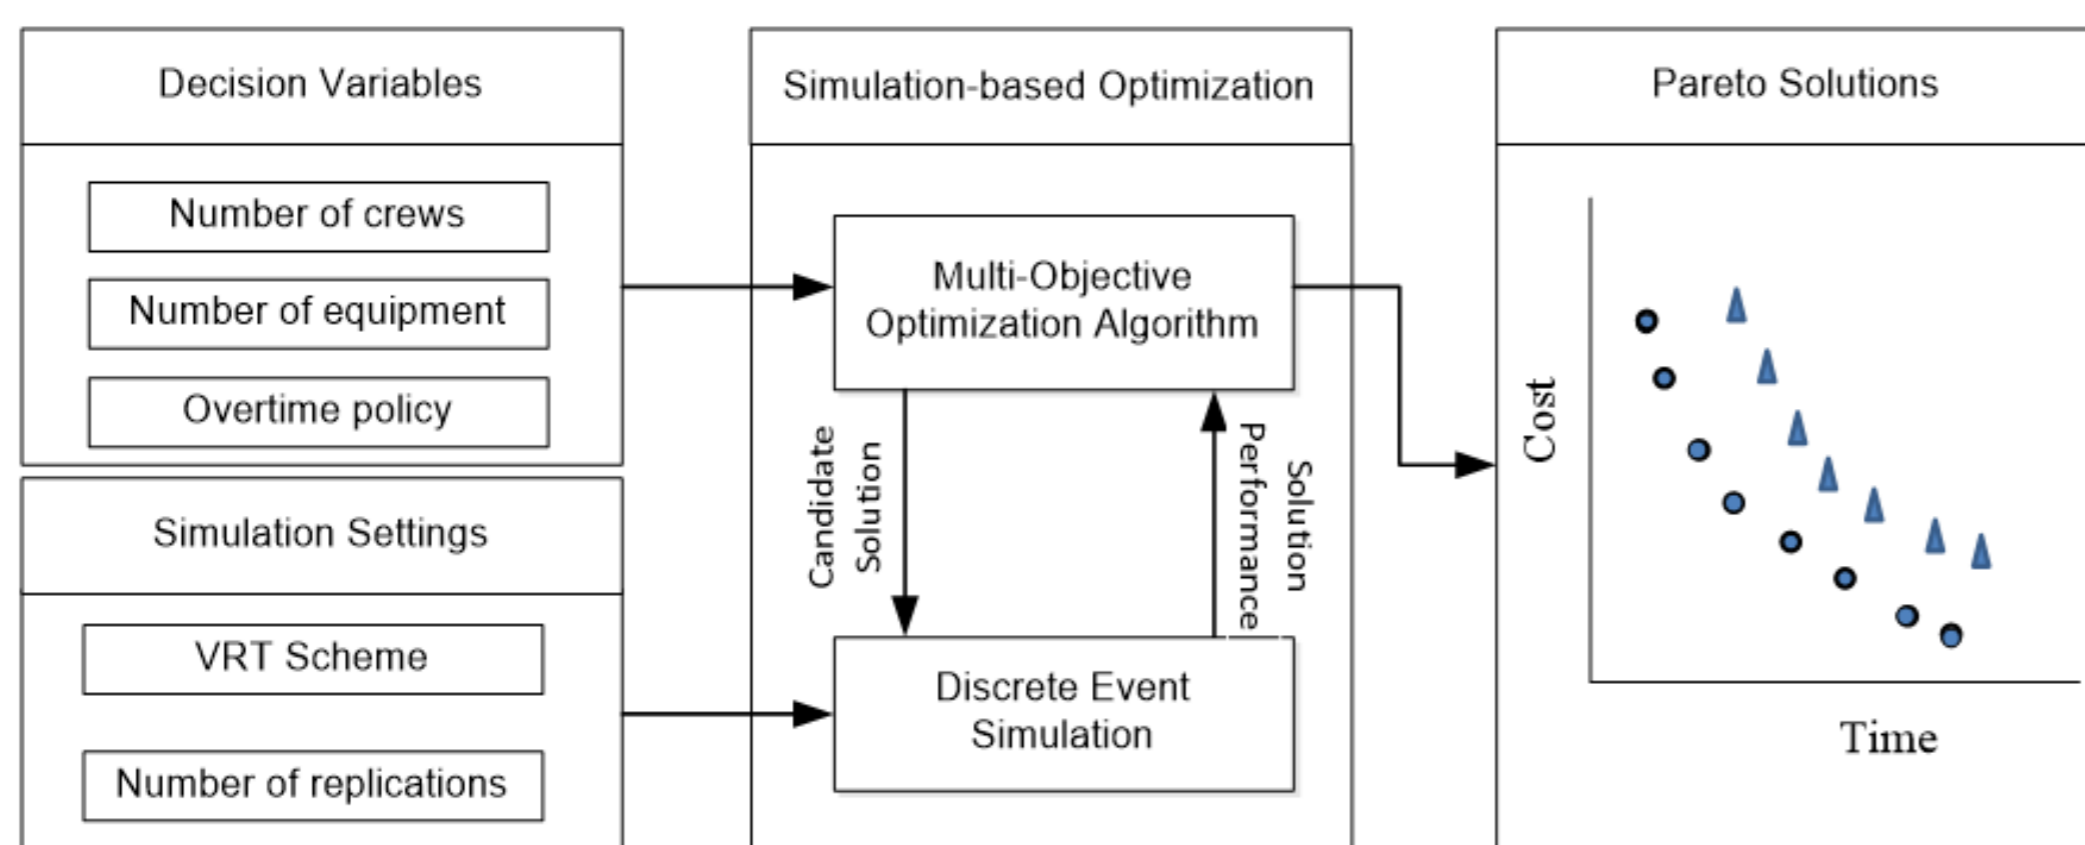 Decision Variables
Number of crews
Number of equipment
Overtime policy
Simulation Settings
VRT Scheme
Number of replications
Simulation-based Optimization
Multi-Objective
Optimization Algorithm
Candidate
Solution
Solution
Performance
Discrete Event
Simulation
Pareto Solutions
Cost
Time